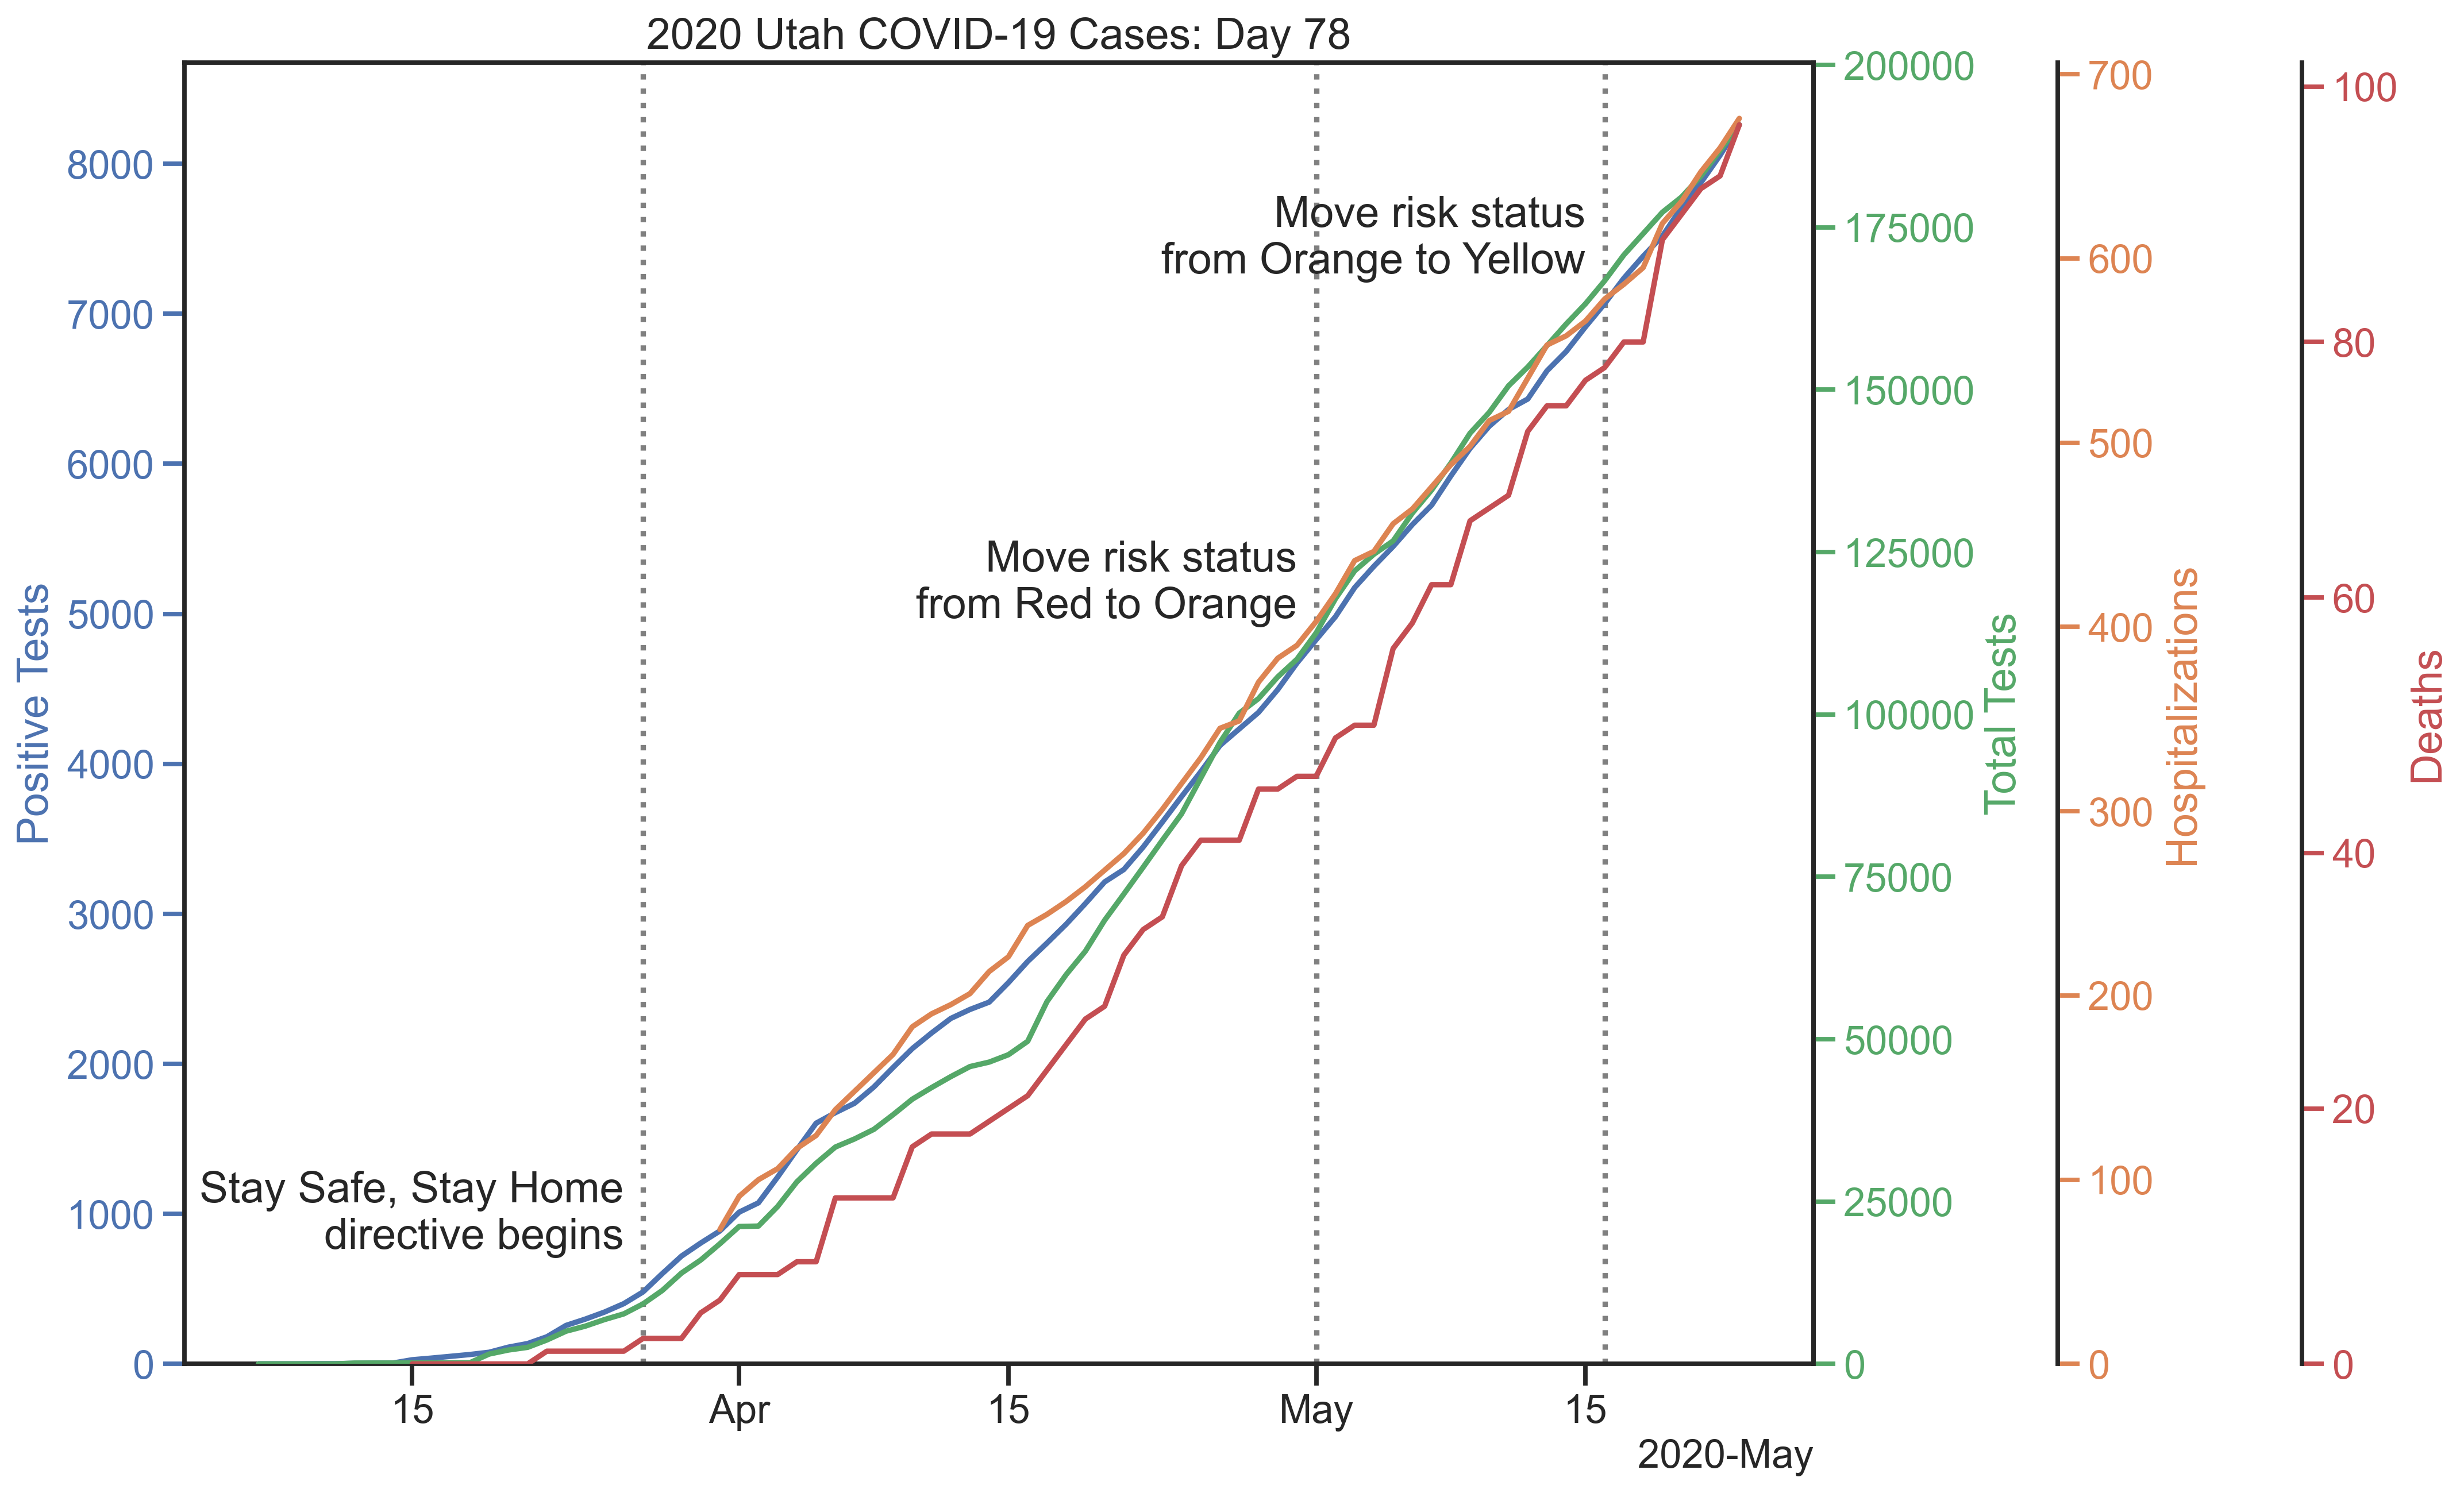 2020 Utah COVID-19 Cases: Day 78
Positive Tests
8000
7000
6000
5000
4000
3000
2000
1000
0
Move risk status
from Orange to Yellow
Move risk status
from Red to Orange
Stay Safe, Stay Home
directive begins
15
Apr
15
May
15
2020-May
200000
175000
150000
125000
100000
75000
50000
25000
0
Total Tests
700
600
500
400
300
200
100
0
Hospitalizations
100
80
60
40
20
0
Deaths